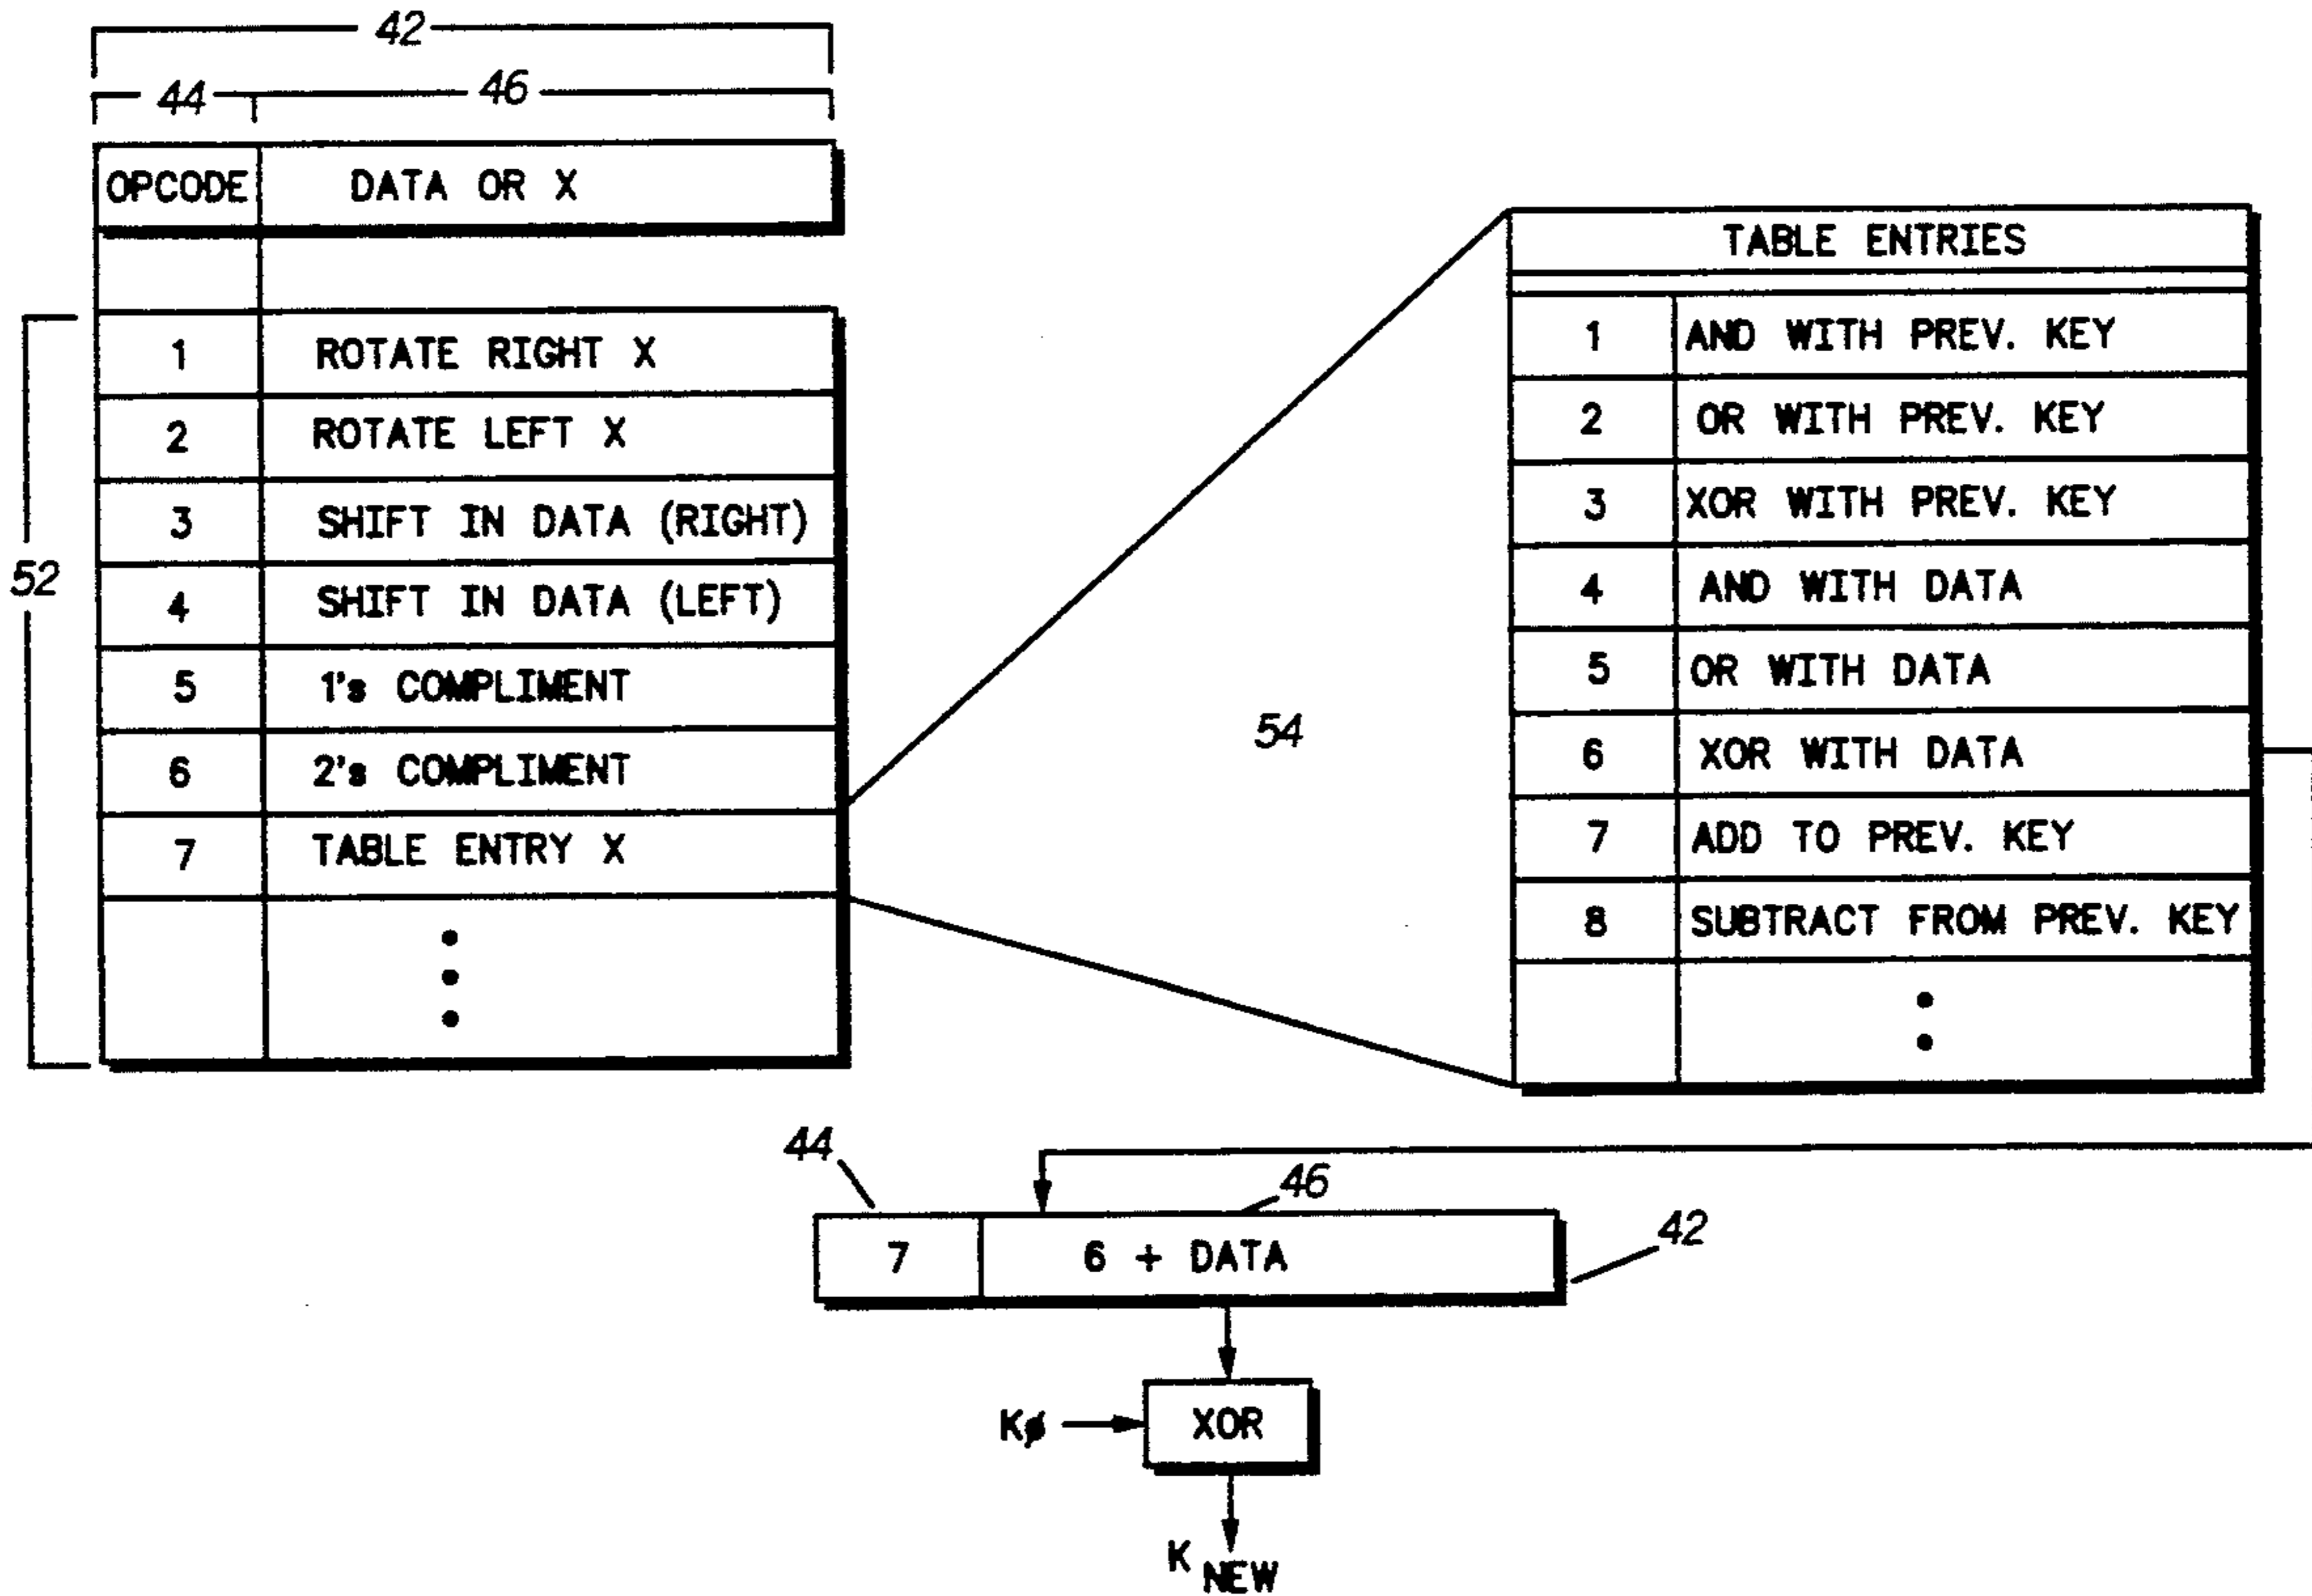 42
44 46
OPCODE DATA OR X
1 ROTATE RIGHT X
2 ROTATE LEFT X
3 SHIFT IN DATA (RIGHT)
4 SHIFT IN DATA (LEFT)
5 1's COMPLIMENT
6 2's COMPLIMENT
7 TABLE ENTRY X
52
54
TABLE ENTRIES
1 AND WITH PREV. KEY
2 OR WITH PREV. KEY
3 XOR WITH PREV. KEY
4 AND WITH DATA
5 OR WITH DATA
6 XOR WITH DATA
7 ADD TO PREV. KEY
8 SUBTRACT FROM PREV. KEY
44
46
42
7 6 + DATA
Kø XOR
K NEW